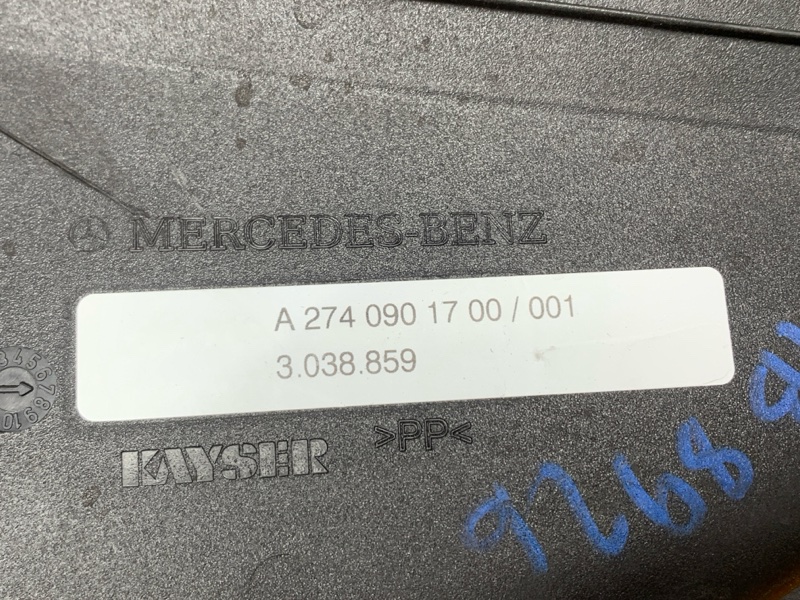 MERCEDES-BENZ
A 274 090 17 00 / 001
3.038.859
KAYSER
>PP<